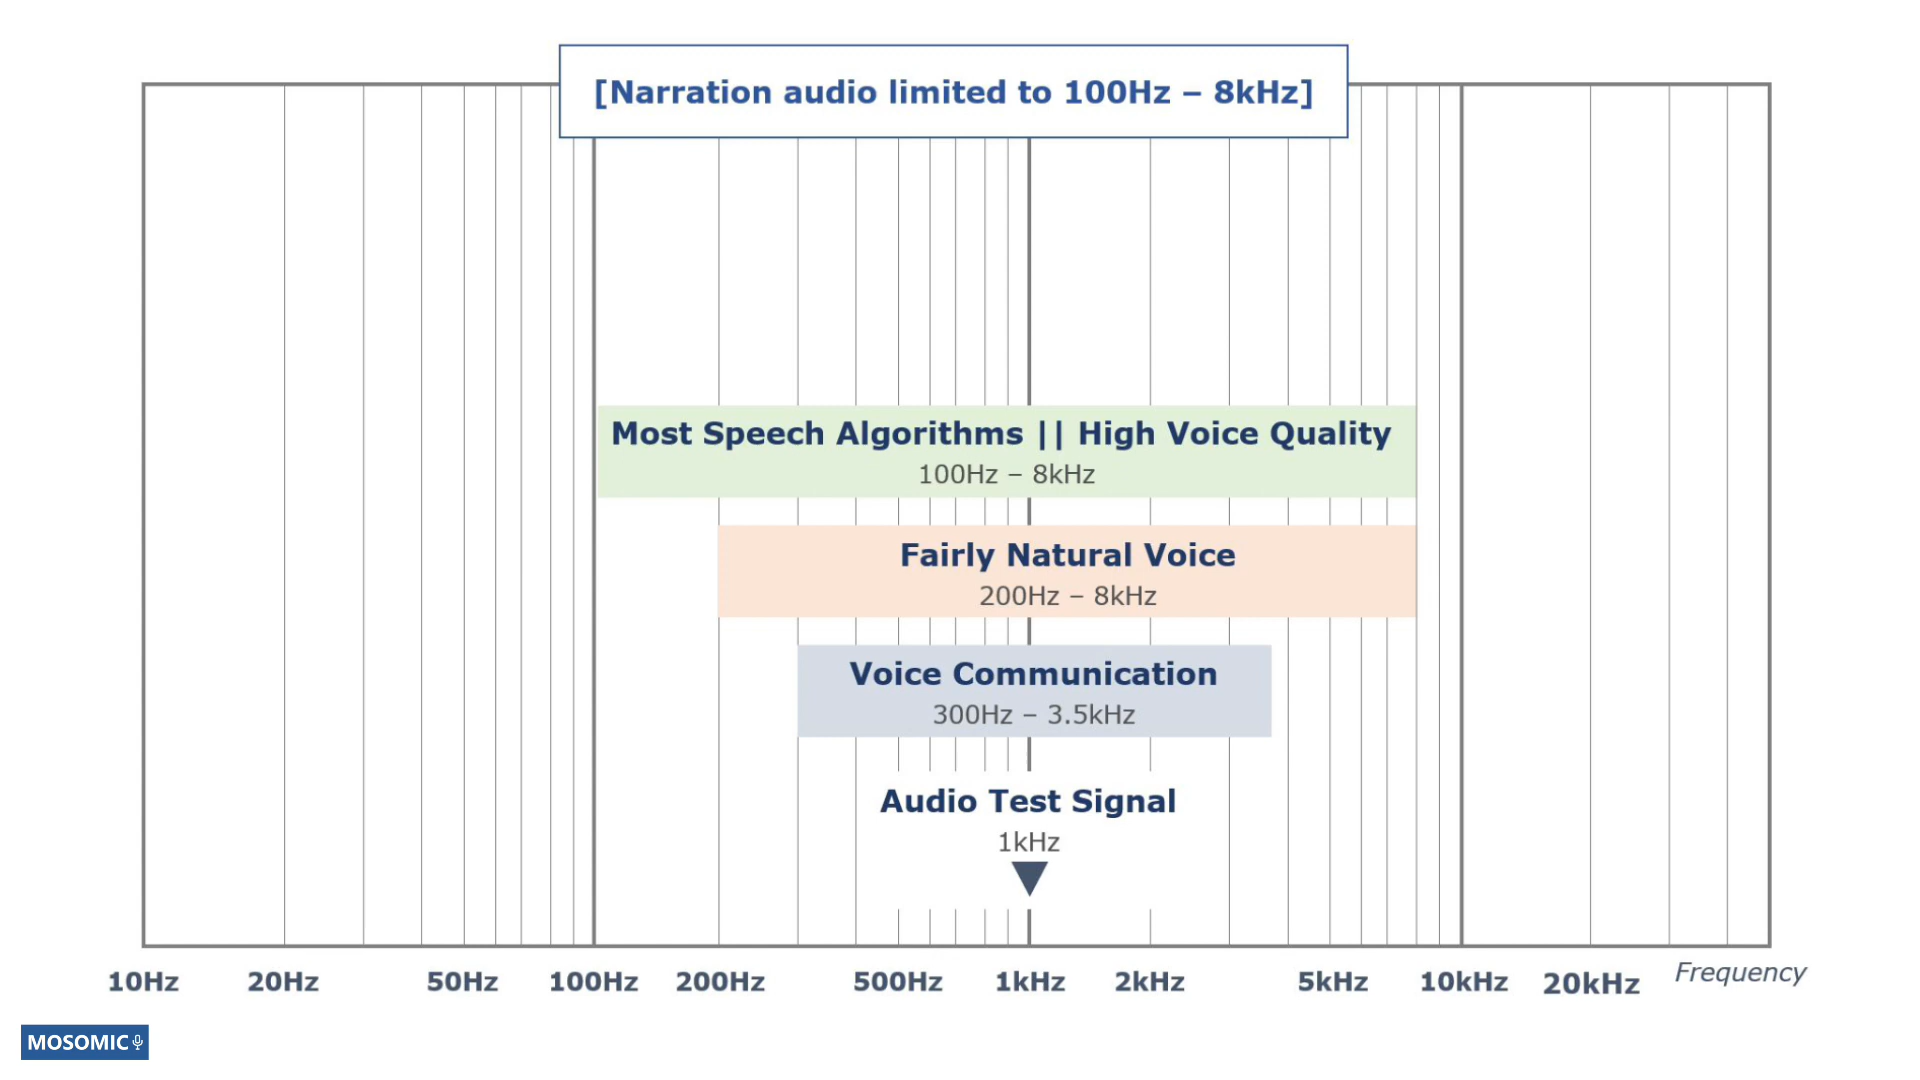 [Narration audio limited to 100Hz – 8kHz]
Most Speech Algorithms || High Voice Quality
100Hz – 8kHz
Fairly Natural Voice
200Hz – 8kHz
Voice Communication
300Hz – 3.5kHz
Audio Test Signal
1kHz
10Hz 20Hz 50Hz 100Hz 200Hz 500Hz 1kHz 2kHz 5kHz 10kHz 20kHz Frequency
MOSOMIC